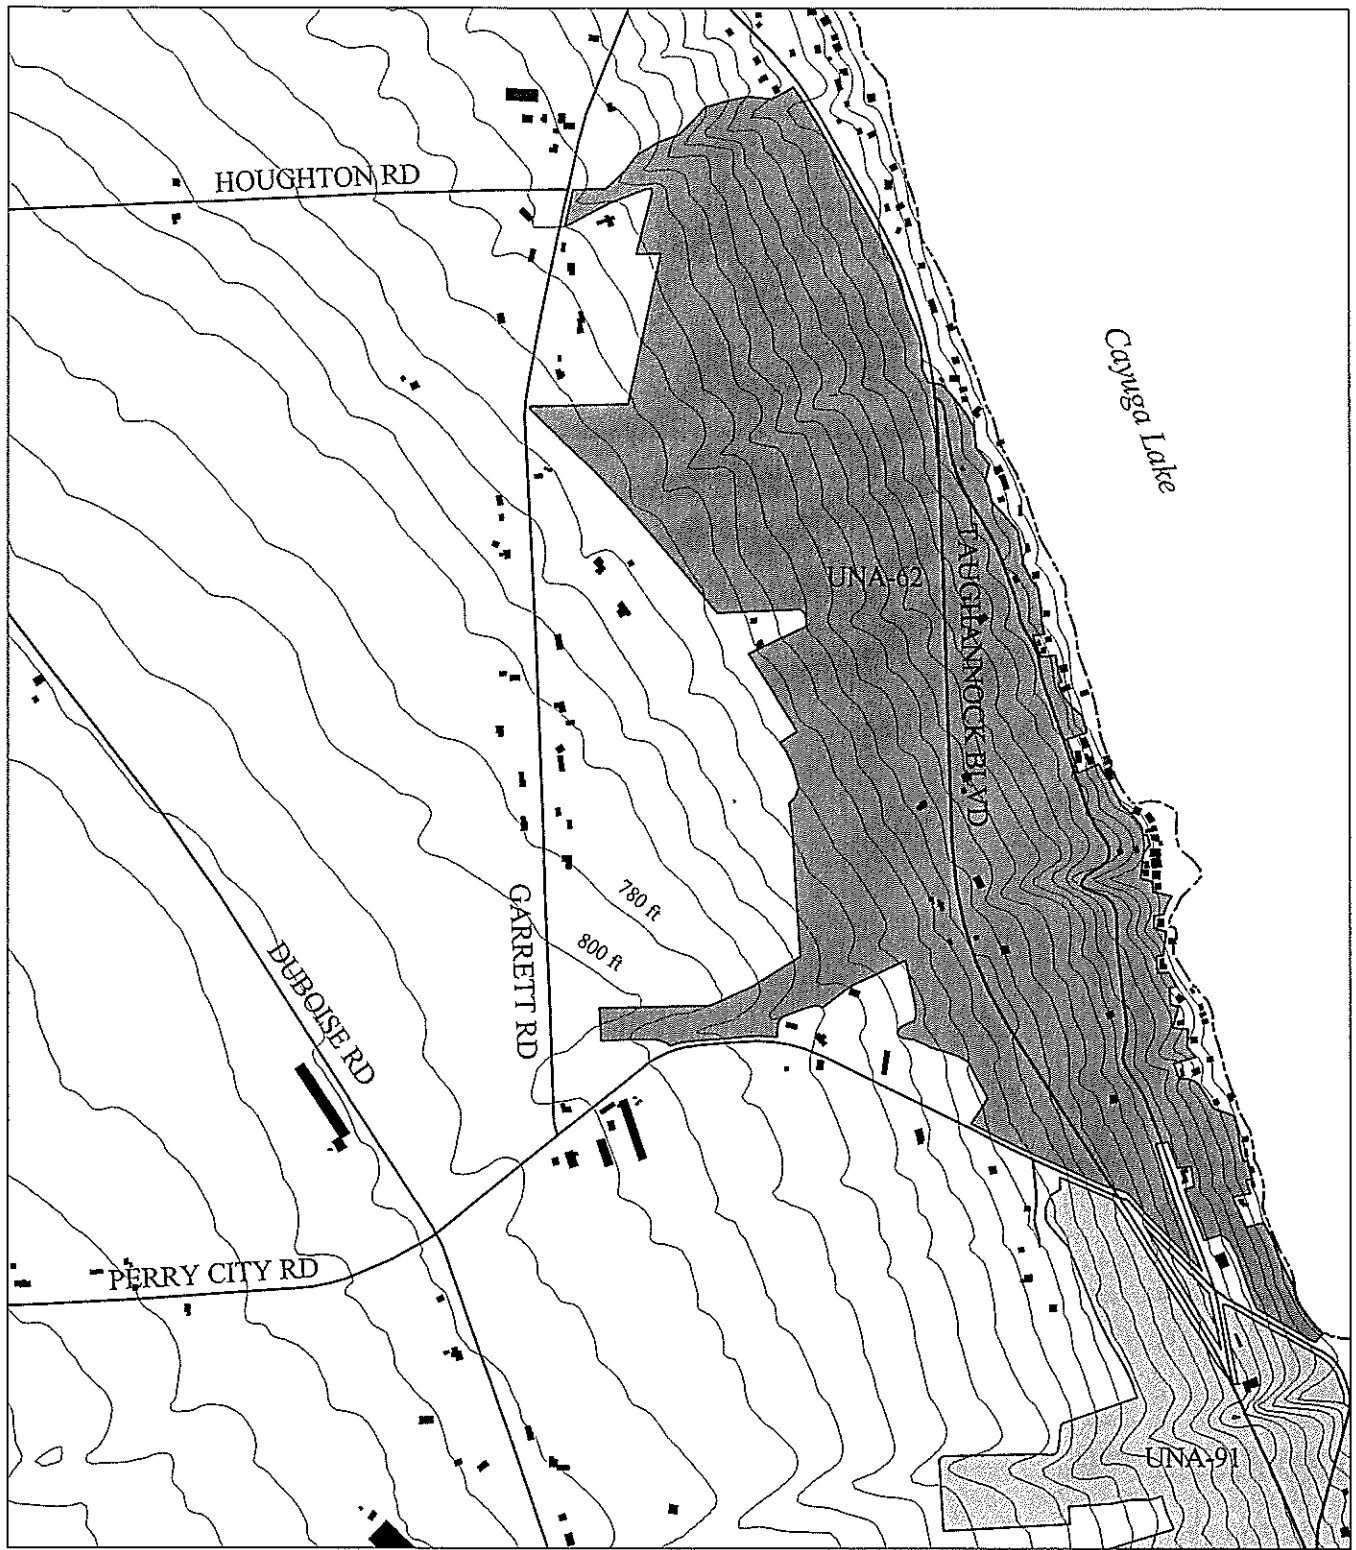 HOUGHTON RD
Cayuga Lake
UNA-62
TAUGHANNOCK BLVD
780 ft
GARRETT RD
800 ft
DUBOISE RD
PERRY CITY RD
UNA-91